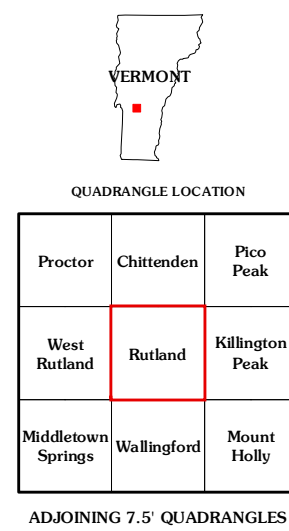 VERMONT
QUADRANGLE LOCATION
Proctor
Chittenden
Pico
Peak
West
Rutland
Rutland
Killington
Peak
Middletown
Springs
Wallingford
Mount
Holly
ADJOINING 7.5' QUADRANGLES